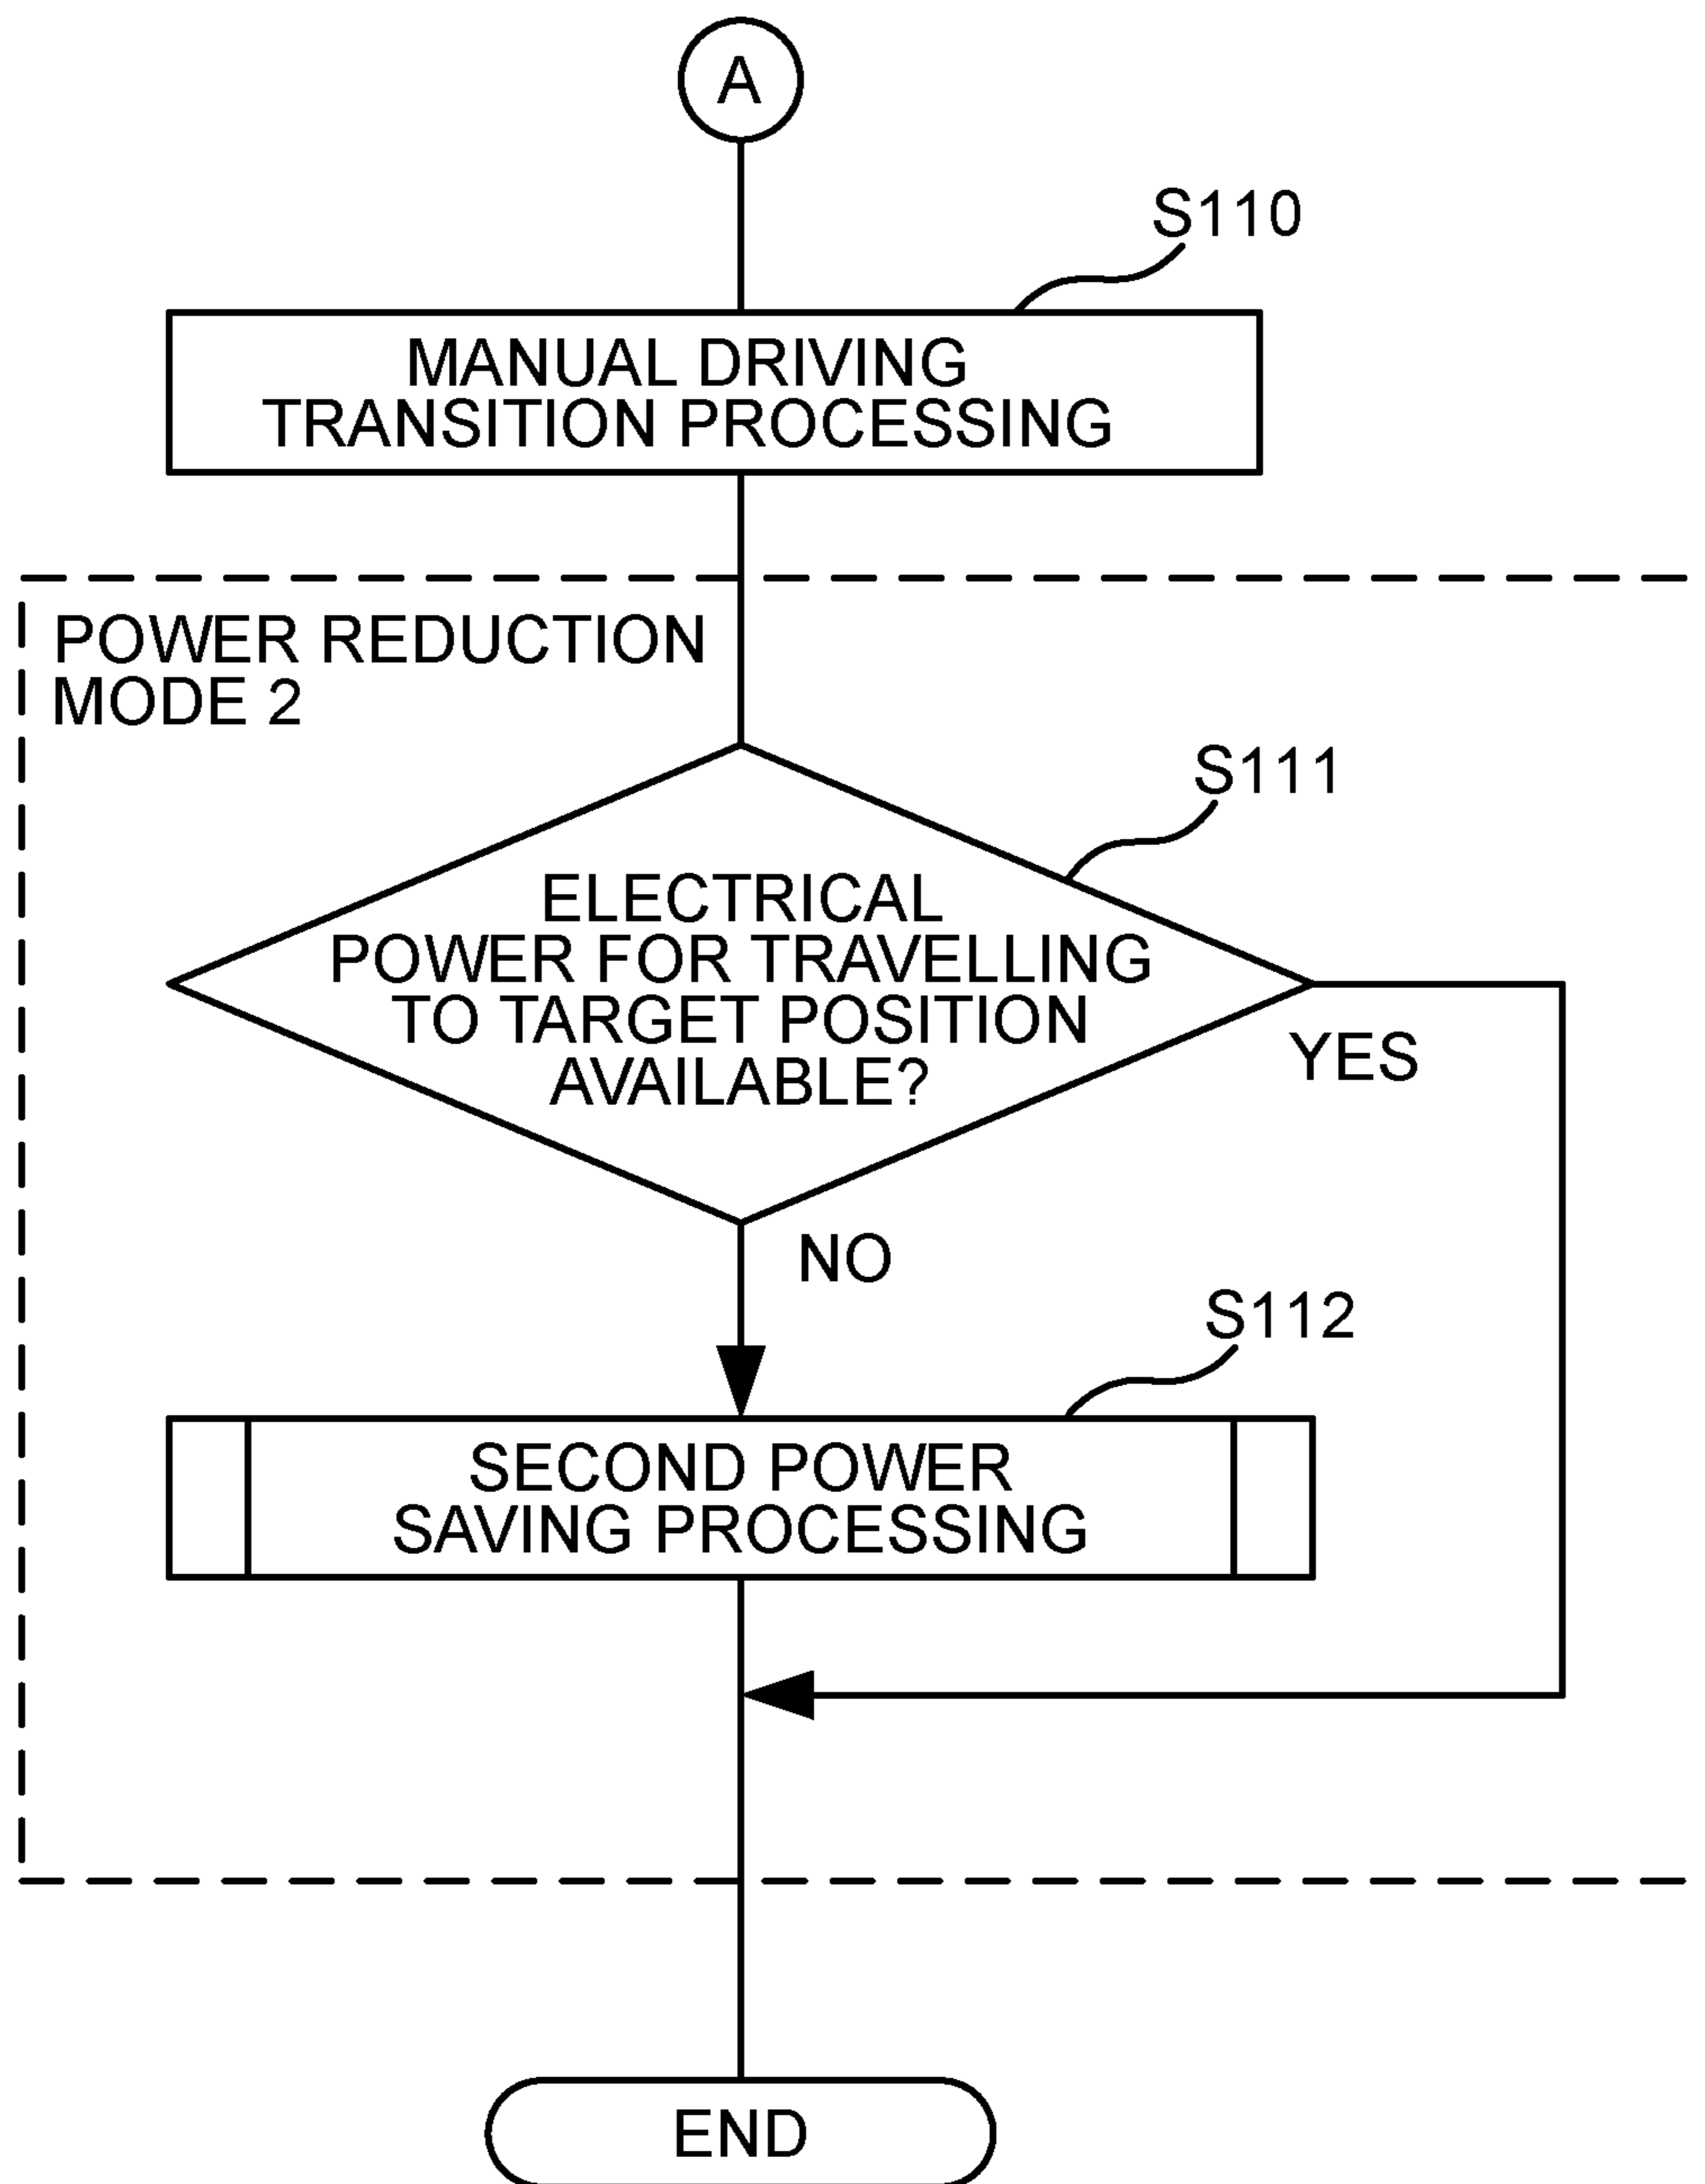 A
S110
MANUAL DRIVING
TRANSITION PROCESSING
POWER REDUCTION
MODE 2
S111
ELECTRICAL
POWER FOR TRAVELLING
TO TARGET POSITION
AVAILABLE?
YES
NO
S112
SECOND POWER
SAVING PROCESSING
END